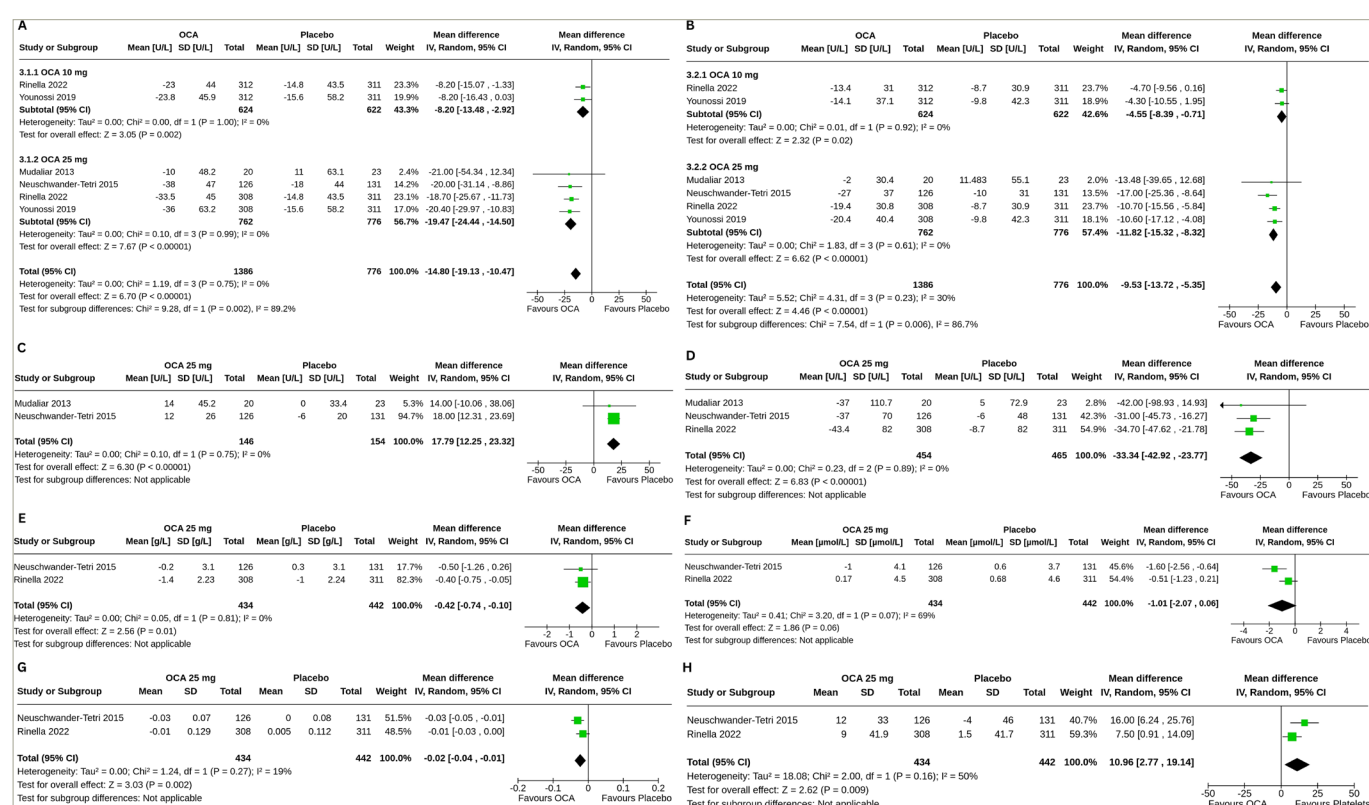 A
OCA Placebo Mean difference Mean difference
Study or Subgroup Mean [U/L] SD [U/L] Total Mean [U/L] SD [U/L] Total Weight IV, Random, 95% CI IV, Random, 95% CI
3.1.1 OCA 10 mg
Rinella 2022 -23 44 312 -14.8 43.5 311 23.3% -8.20 [-15.07 , -1.33]
Younossi 2019 -23.8 45.9 312 -15.6 58.2 311 19.9% -8.20 [-16.43 , 0.03]
Subtotal (95% CI) 624 622 43.3% -8.20 [-13.48 , -2.92]
Heterogeneity: Tau² = 0.00; Chi² = 0.00, df = 1 (P = 1.00); I² = 0%
Test for overall effect: Z = 3.05 (P = 0.002)
3.1.2 OCA 25 mg
Mudaliar 2013 -10 48.2 20 11 63.1 23 2.4% -21.00 [-54.34 , 12.34]
Neuschwander-Tetri 2015 -38 47 126 -18 44 131 14.2% -20.00 [-31.14 , -8.86]
Rinella 2022 -33.5 45 308 -14.8 43.5 311 23.1% -18.70 [-25.67 , -11.73]
Younossi 2019 -36 63.2 308 -15.6 58.2 311 17.0% -20.40 [-29.97 , -10.83]
Subtotal (95% CI) 762 776 56.7% -19.47 [-24.44 , -14.50]
Heterogeneity: Tau² = 0.00; Chi² = 0.10, df = 3 (P = 0.99); I² = 0%
Test for overall effect: Z = 7.67 (P < 0.00001)
Total (95% CI) 1386 776 100.0% -14.80 [-19.13 , -10.47]
Heterogeneity: Tau² = 0.00; Chi² = 1.19, df = 3 (P = 0.75); I² = 0%
Test for overall effect: Z = 6.70 (P < 0.00001)
Test for subgroup differences: Chi² = 9.28, df = 1 (P = 0.002), I² = 89.2%
-50 -25 0 25 50
Favours OCA Favours Placebo
B
OCA Placebo Mean difference Mean difference
Study or Subgroup Mean [U/L] SD [U/L] Total Mean [U/L] SD [U/L] Total Weight IV, Random, 95% CI IV, Random, 95% CI
3.2.1 OCA 10 mg
Rinella 2022 -13.4 31 312 -8.7 30.9 311 23.7% -4.70 [-9.56 , 0.16]
Younossi 2019 -14.1 37.1 312 -9.8 42.3 311 18.9% -4.30 [-10.55 , 1.95]
Subtotal (95% CI) 624 622 42.6% -4.55 [-8.39 , -0.71]
Heterogeneity: Tau² = 0.00; Chi² = 0.01, df = 1 (P = 0.92); I² = 0%
Test for overall effect: Z = 2.32 (P = 0.02)
3.2.2 OCA 25 mg
Mudaliar 2013 -2 30.4 20 11.483 55.1 23 2.0% -13.48 [-39.65 , 12.68]
Neuschwander-Tetri 2015 -27 37 126 -10 31 131 13.5% -17.00 [-25.36 , -8.64]
Rinella 2022 -19.4 30.8 308 -8.7 30.9 311 23.8% -10.70 [-15.56 , -5.84]
Younossi 2019 -20.4 40.4 308 -9.8 42.3 311 18.1% -10.60 [-17.12 , -4.08]
Subtotal (95% CI) 762 776 57.4% -11.82 [-15.32 , -8.32]
Heterogeneity: Tau² = 0.00; Chi² = 1.83, df = 3 (P = 0.61); I² = 0%
Test for overall effect: Z = 6.62 (P < 0.00001)
Total (95% CI) 1386 776 100.0% -9.53 [-13.72 , -5.35]
Heterogeneity: Tau² = 5.52; Chi² = 4.31, df = 3 (P = 0.23); I² = 30%
Test for overall effect: Z = 4.46 (P < 0.00001)
Test for subgroup differences: Chi² = 7.54, df = 1 (P = 0.006), I² = 86.7%
-50 -25 0 25 50
Favours OCA Favours Placebo
C
OCA 25 mg Placebo Mean difference Mean difference
Study or Subgroup Mean [U/L] SD [U/L] Total Mean [U/L] SD [U/L] Total Weight IV, Random, 95% CI IV, Random, 95% CI
Mudaliar 2013 14 45.2 20 0 33.4 23 5.3% 14.00 [-10.06 , 38.06]
Neuschwander-Tetri 2015 12 26 126 -6 20 131 94.7% 18.00 [12.31 , 23.69]
Total (95% CI) 146 154 100.0% 17.79 [12.25 , 23.32]
Heterogeneity: Tau² = 0.00; Chi² = 0.10, df = 1 (P = 0.75); I² = 0%
Test for overall effect: Z = 6.30 (P < 0.00001)
Test for subgroup differences: Not applicable
-50 -25 0 25 50
Favours OCA Favours Placebo
D
OCA 25 mg Placebo Mean difference Mean difference
Study or Subgroup Mean [U/L] SD [U/L] Total Mean [U/L] SD [U/L] Total Weight IV, Random, 95% CI IV, Random, 95% CI
Mudaliar 2013 -37 110.7 20 5 72.9 23 2.8% -42.00 [-98.93 , 14.93]
Neuschwander-Tetri 2015 -37 70 126 -6 48 131 42.3% -31.00 [-45.73 , -16.27]
Rinella 2022 -43.4 82 308 -8.7 82 311 54.9% -34.70 [-47.62 , -21.78]
Total (95% CI) 454 465 100.0% -33.34 [-42.92 , -23.77]
Heterogeneity: Tau² = 0.00; Chi² = 0.23, df = 2 (P = 0.89); I² = 0%
Test for overall effect: Z = 6.83 (P < 0.00001)
Test for subgroup differences: Not applicable
-50 -25 0 25 50
Favours OCA Favours Placebo
E
OCA 25 mg Placebo Mean difference Mean difference
Study or Subgroup Mean [g/L] SD [g/L] Total Mean [g/L] SD [g/L] Total Weight IV, Random, 95% CI IV, Random, 95% CI
Neuschwander-Tetri 2015 -0.2 3.1 126 0.3 3.1 131 17.7% -0.50 [-1.26 , 0.26]
Rinella 2022 -1.4 2.23 308 -1 2.24 311 82.3% -0.40 [-0.75 , -0.05]
Total (95% CI) 434 442 100.0% -0.42 [-0.74 , -0.10]
Heterogeneity: Tau² = 0.00; Chi² = 0.05, df = 1 (P = 0.81); I² = 0%
Test for overall effect: Z = 2.56 (P = 0.01)
Test for subgroup differences: Not applicable
-2 -1 0 1 2
Favours OCA Favours Placebo
F
OCA 25 mg Placebo Mean difference Mean difference
Study or Subgroup Mean [µmol/L] SD [µmol/L] Total Mean [µmol/L] SD [µmol/L] Total Weight IV, Random, 95% CI IV, Random, 95% CI
Neuschwander-Tetri 2015 -1 4.1 126 0.6 3.7 131 45.6% -1.60 [-2.56 , -0.64]
Rinella 2022 0.17 4.5 308 0.68 4.6 311 54.4% -0.51 [-1.23 , 0.21]
Total (95% CI) 434 442 100.0% -1.01 [-2.07 , 0.06]
Heterogeneity: Tau² = 0.41; Chi² = 3.20, df = 1 (P = 0.07); I² = 69%
Test for overall effect: Z = 1.86 (P = 0.06)
Test for subgroup differences: Not applicable
-4 -2 0 2 4
Favours OCA Favours Placebo
G
OCA 25 mg Placebo Mean difference Mean difference
Study or Subgroup Mean SD Total Mean SD Total Weight IV, Random, 95% CI IV, Random, 95% CI
Neuschwander-Tetri 2015 -0.03 0.07 126 0 0.08 131 51.5% -0.03 [-0.05 , -0.01]
Rinella 2022 -0.01 0.129 308 0.005 0.112 311 48.5% -0.01 [-0.03 , 0.00]
Total (95% CI) 434 442 100.0% -0.02 [-0.04 , -0.01]
Heterogeneity: Tau² = 0.00; Chi² = 1.24, df = 1 (P = 0.27); I² = 19%
Test for overall effect: Z = 3.03 (P = 0.002)
Test for subgroup differences: Not applicable
-0.2 -0.1 0 0.1 0.2
Favours OCA Favours Placebo
H
OCA 25 mg Placebo Mean difference Mean difference
Study or Subgroup Mean SD Total Mean SD Total Weight IV, Random, 95% CI IV, Random, 95% CI
Neuschwander-Tetri 2015 12 33 126 -4 46 131 40.7% 16.00 [6.24 , 25.76]
Rinella 2022 9 41.9 308 1.5 41.7 311 59.3% 7.50 [0.91 , 14.09]
Total (95% CI) 434 442 100.0% 10.96 [2.77 , 19.14]
Heterogeneity: Tau² = 18.08; Chi² = 2.00, df = 1 (P = 0.16); I² = 50%
Test for overall effect: Z = 2.62 (P = 0.009)
Test for subgroup differences: Not applicable
-50 -25 0 25 50
Favours OCA Favours Platelets